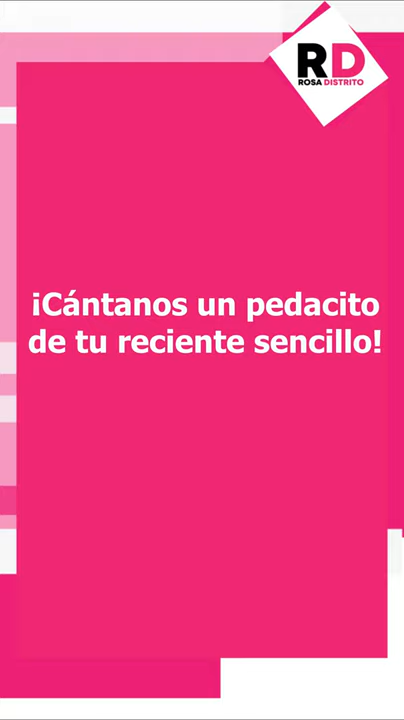 RD
ROSA DISTRITO
¡Cántanos un pedacito
de tu reciente sencillo!